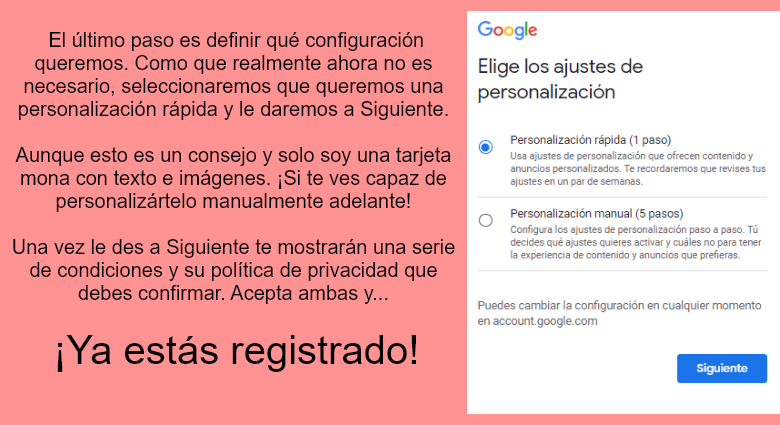 El último paso es definir qué configuración
queremos. Como que realmente ahora no es
necesario, seleccionaremos que queremos una
personalización rápida y le daremos a Siguiente.
Aunque esto es un consejo y solo soy una tarjeta
mona con texto e imágenes. ¡Si te ves capaz de
personalizártelo manualmente adelante!
Una vez le des a Siguiente te mostrarán una serie
de condiciones y su política de privacidad que
debes confirmar. Acepta ambas y...
¡Ya estás registrado!
Google
Elige los ajustes de
personalización
Personalización rápida (1 paso)
Usa ajustes de personalización que ofrecen contenido y
anuncios personalizados. Te recordaremos que revises tus
ajustes en un par de semanas.
Personalización manual (5 pasos)
Configura los ajustes de personalización paso a paso. Tú
decides qué ajustes quieres activar y cuáles no para tener
la experiencia de contenido y anuncios que prefieras.
Puedes cambiar la configuración en cualquier momento
en account.google.com
Siguiente